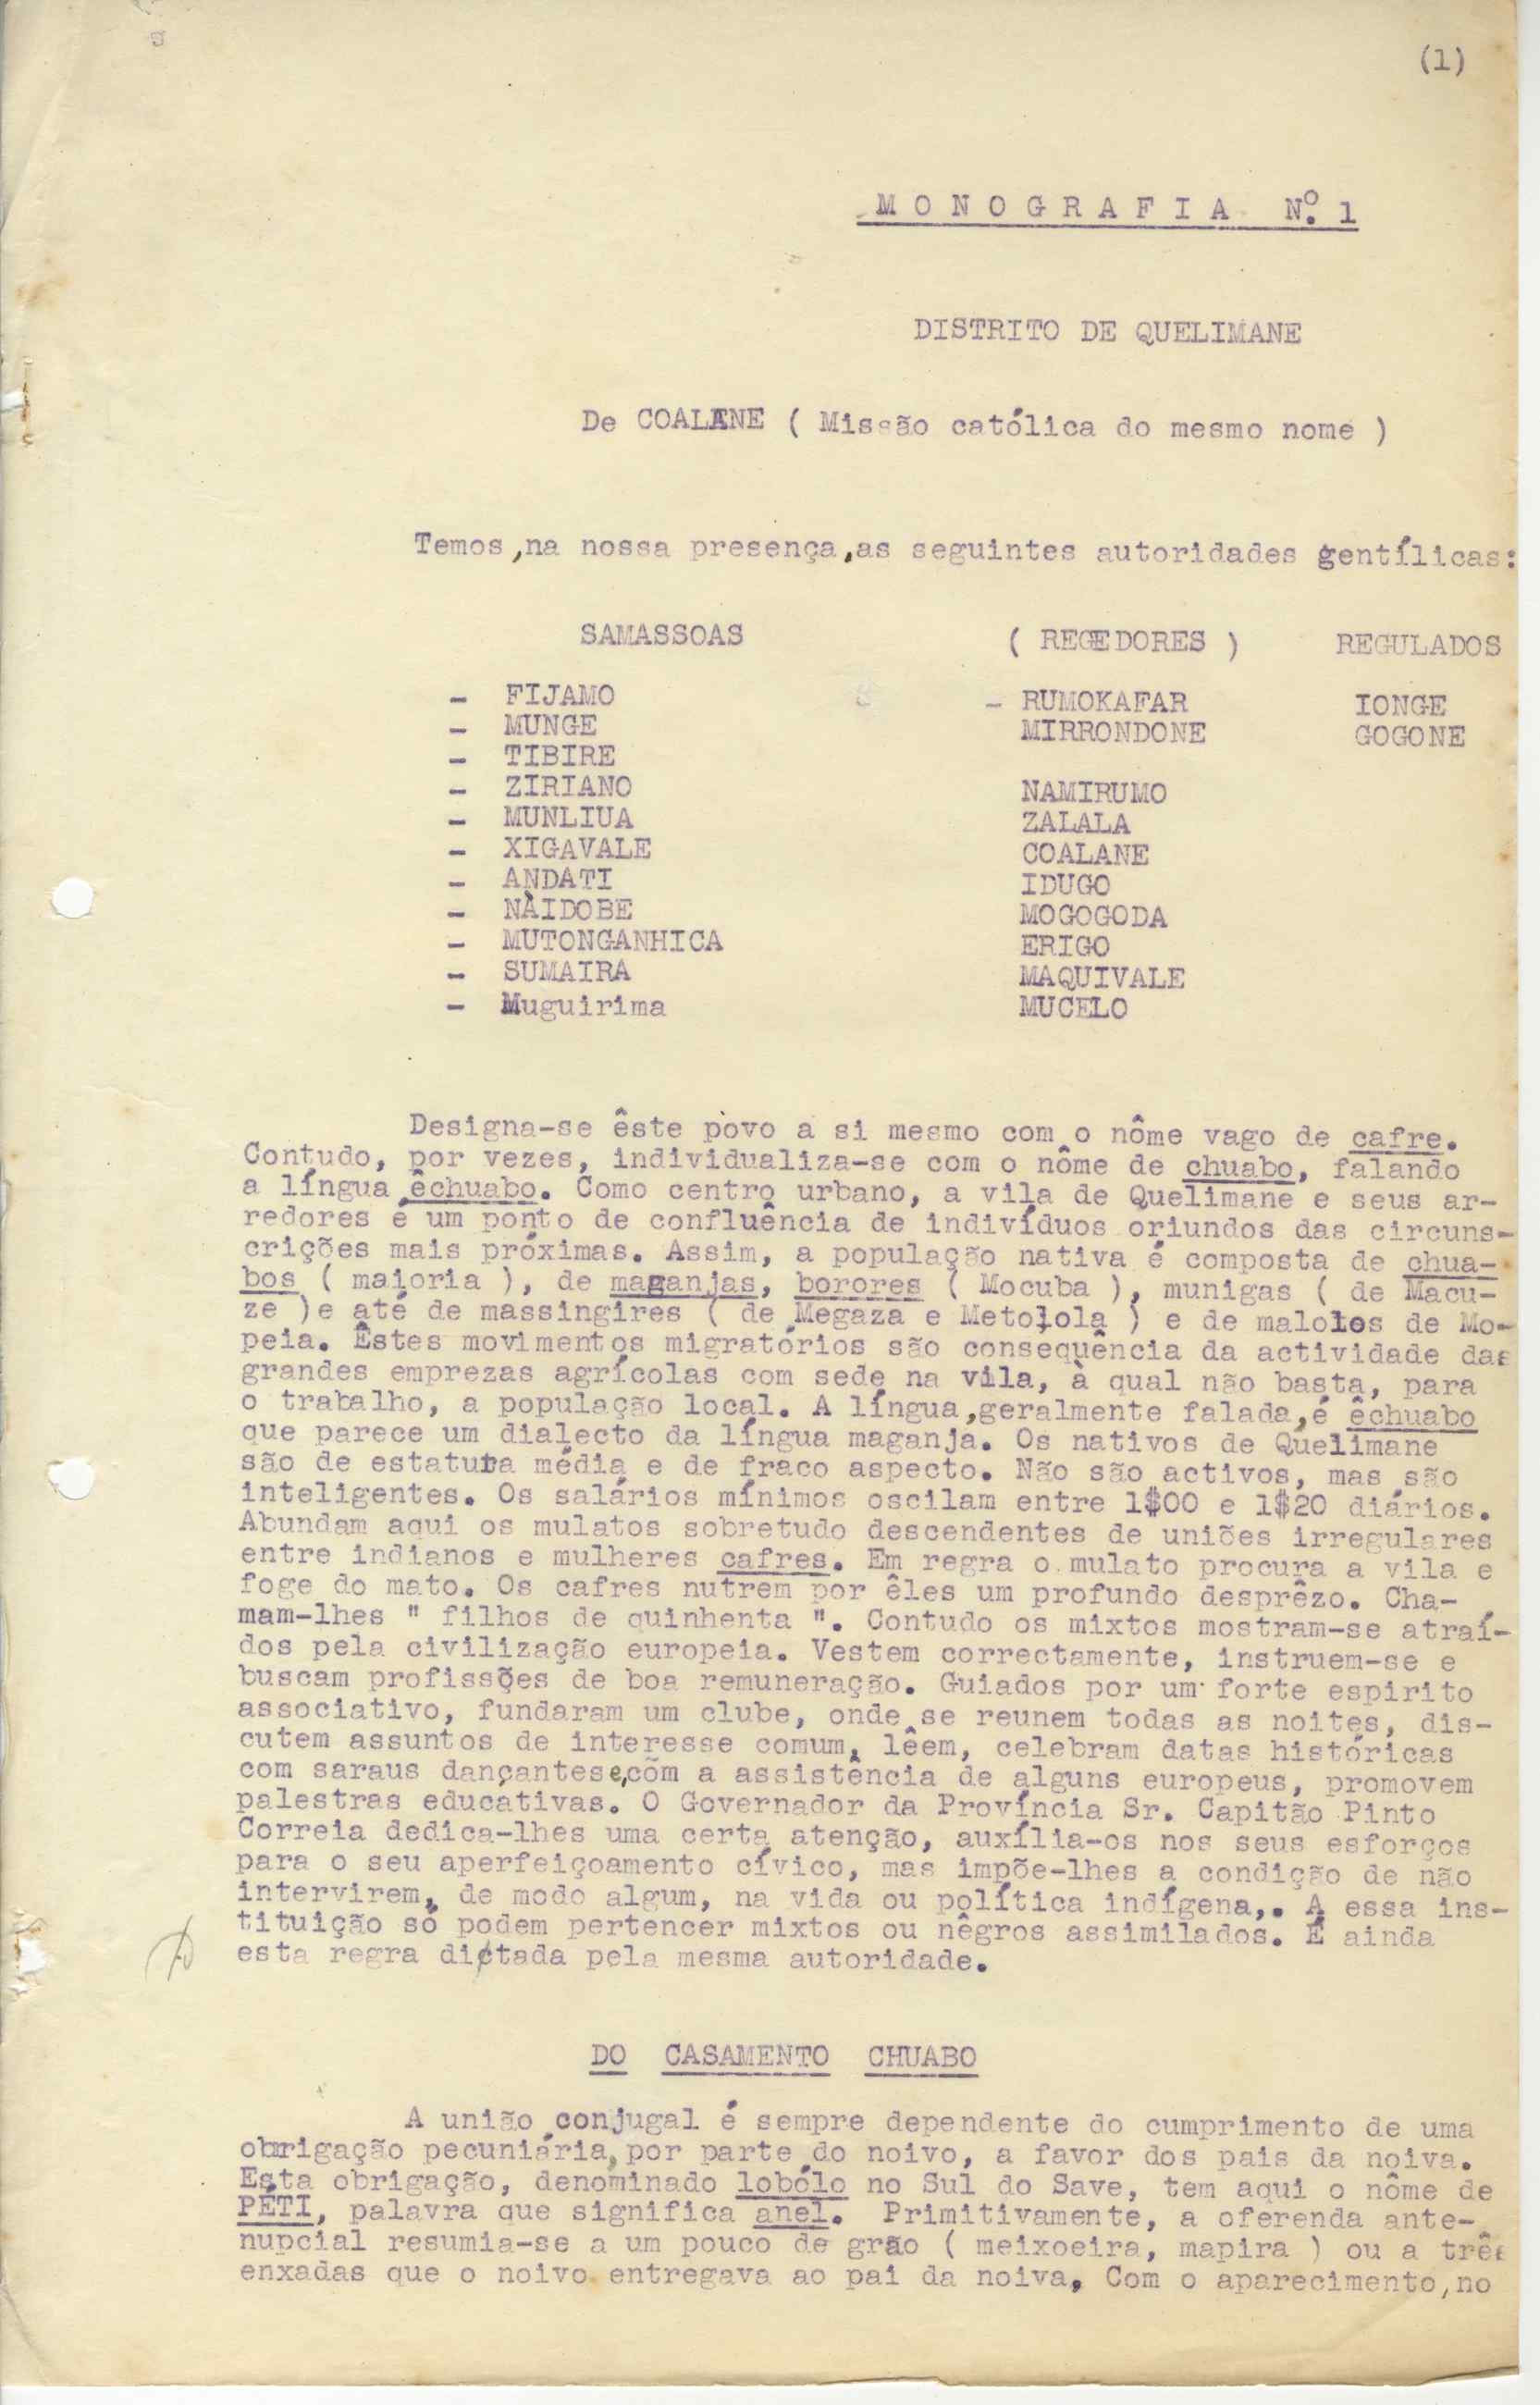 (1)
MONOGRAFIA Nº. 1
DISTRITO DE QUELIMANE
De COALANE ( Missão católica do mesmo nome )
Temos,na nossa presença,as seguintes autoridades gentílicas:
SAMASSOAS ( REGEDORES ) REGULADOS
- FIJAMO - RUMOKAFAR IONGE
- MUNGE MIRRONDONE GOGONE
- TIBIRE
- ZIRIANO NAMIRUMO
- MUNLIUA ZALALA
- XIGAVALE COALANE
- ANDATI IDUGO
- NÀIDOBE MOGOGODA
- MUTONGANHICA ERIGO
- SUMAIRA MAQUIVALE
- Muguirima MUCELO
Designa-se êste povo a si mesmo com o nôme vago de cafre.
Contudo, por vezes, individualiza-se com o nôme de chuabo, falando
a língua êchuabo. Como centro urbano, a vila de Quelimane e seus ar-
redores é um ponto de confluência de indivíduos oriundos das circuns-
crições mais próximas. Assim, a população nativa é composta de chua-
bos ( maioria ), de maganjas, borores ( Mocuba ), munigas ( de Macu-
ze )e até de massingires ( de Megaza e Metolola ) e de malolos de Mo-
peia. Êstes movimentos migratórios são consequência da actividade das
grandes emprezas agrícolas com sede na vila, à qual não basta, para
o trabalho, a população local. A língua,geralmente falada,é êchuabo
que parece um dialecto da língua maganja. Os nativos de Quelimane
são de estatura média e de fraco aspecto. Não são activos, mas são
inteligentes. Os salários mínimos oscilam entre 1$00 e 1$20 diários.
Abundam aqui os mulatos sobretudo descendentes de uniões irregulares
entre indianos e mulheres cafres. Em regra o mulato procura a vila e
foge do mato. Os cafres nutrem por êles um profundo desprêzo. Cha-
mam-lhes " filhos de quinhenta ". Contudo os mixtos mostram-se atraí-
dos pela civilização europeia. Vestem correctamente, instruem-se e
buscam profissões de boa remuneração. Guiados por um forte espirito
associativo, fundaram um clube, onde se reunem todas as noites, dis-
cutem assuntos de interesse comum, lêem, celebram datas históricas
com saraus dançantes e,com a assistência de alguns europeus, promovem
palestras educativas. O Governador da Província Sr. Capitão Pinto
Correia dedica-lhes uma certa atenção, auxília-os nos seus esforços
para o seu aperfeiçoamento cívico, mas impõe-lhes a condição de não
intervirem, de modo algum, na vida ou política indígena,. A essa ins-
tituição só podem pertencer mixtos ou nêgros assimilados. É ainda
esta regra dictada pela mesma autoridade.
DO CASAMENTO CHUABO
A união conjugal é sempre dependente do cumprimento de uma
obrigação pecuniária, por parte do noivo, a favor dos pais da noiva.
Esta obrigação, denominado lobólo no Sul do Save, tem aqui o nôme de
PÉTI, palavra que significa anel. Primitivamente, a oferenda ante-
nupcial resumia-se a um pouco de grão ( meixoeira, mapira ) ou a três
enxadas que o noivo entregava ao pai da noiva. Com o aparecimento,no